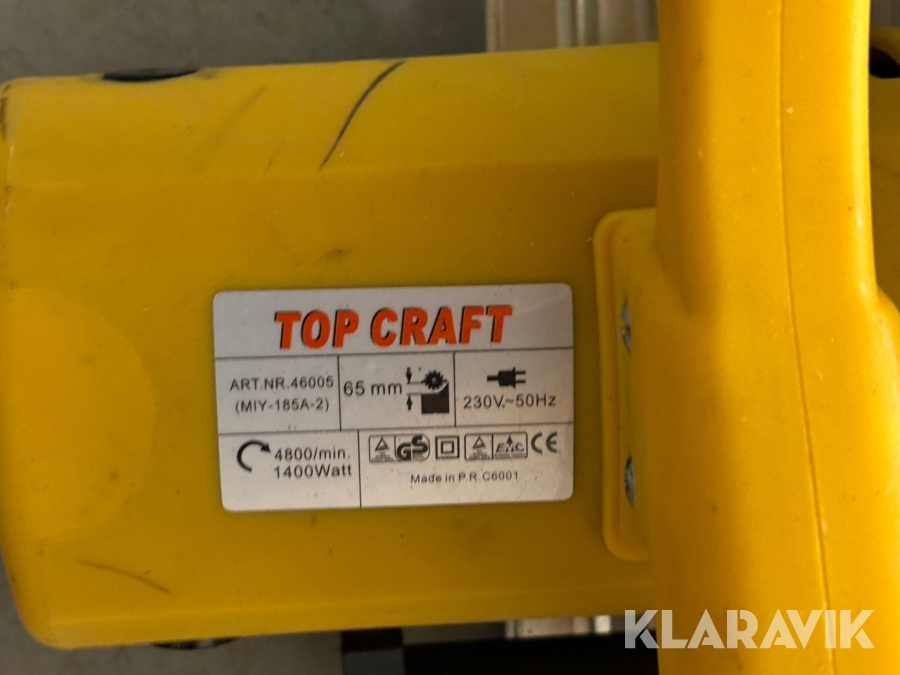 TOP CRAFT
ART.NR.46005
(MIY-185A-2)
65 mm
230V~50Hz
4800/min.
1400Watt
GS
EMC
CE
Made in P.R.C6001
KLARAVIK